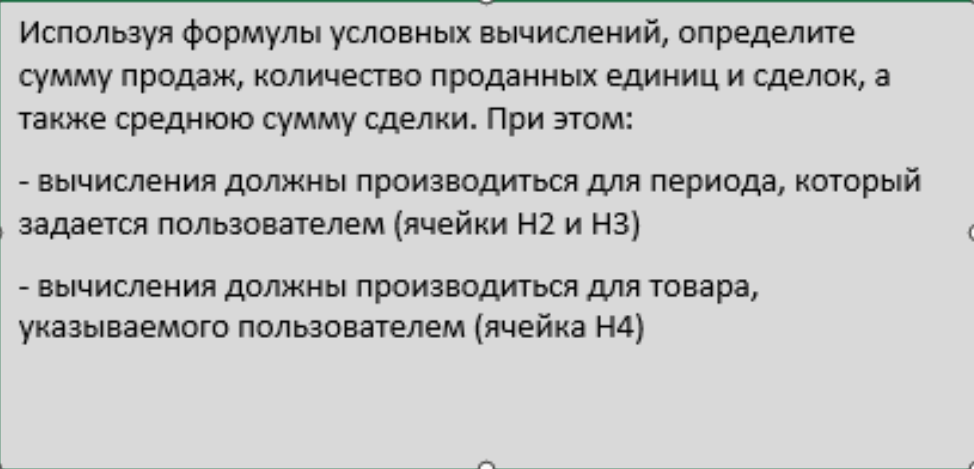 Используя формулы условных вычислений, определите
сумму продаж, количество проданных единиц и сделок, а
также среднюю сумму сделки. При этом:
- вычисления должны производиться для периода, который
задается пользователем (ячейки H2 и H3)
- вычисления должны производиться для товара,
указываемого пользователем (ячейка H4)